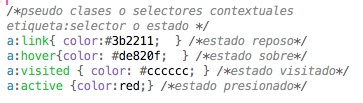 /*pseudo clases o selectores contextuales
etiqueta:selector o estado */
a:link{ color:#3b2211;  } /*estado reposo*/
a:hover{color: #de820f;  } /*estado sobre*/
a:visited { color: #cccccc; } /*estado visitado*/
a:active {color:red;} /*estado presionado*/